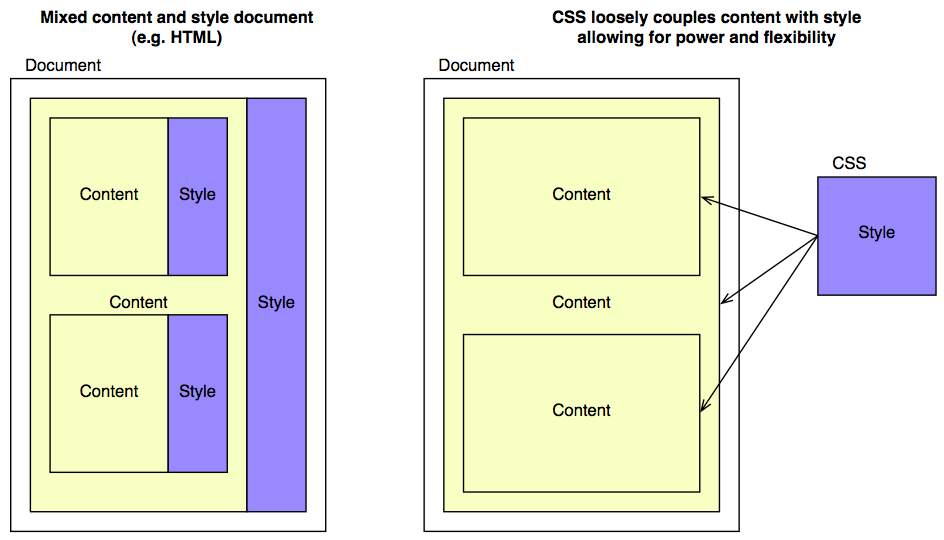 Mixed content and style document
(e.g. HTML)
Document
Content
Style
Content
Style
Content
Style
CSS loosely couples content with style
allowing for power and flexibility
Document
Content
Content
Content
CSS
Style